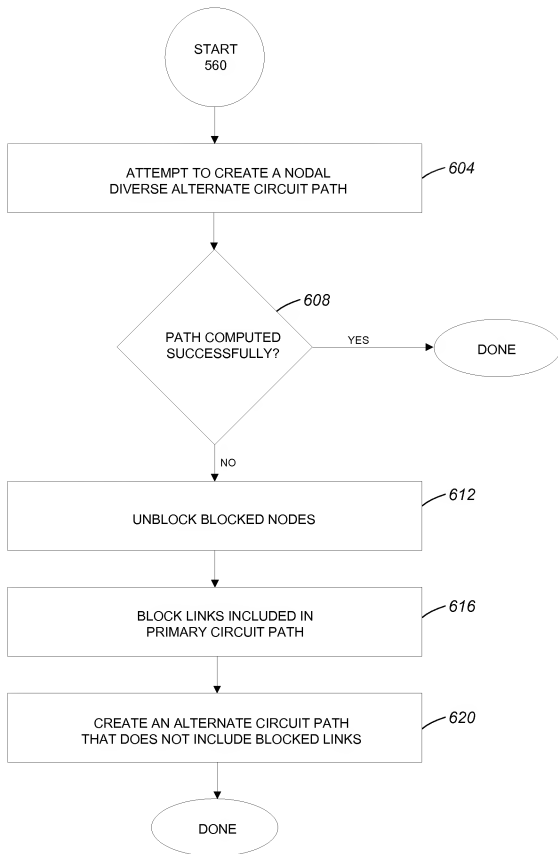 START
560
ATTEMPT TO CREATE A NODAL
DIVERSE ALTERNATE CIRCUIT PATH
604
608
PATH COMPUTED
SUCCESSFULLY?
YES
DONE
NO
612
UNBLOCK BLOCKED NODES
616
BLOCK LINKS INCLUDED IN
PRIMARY CIRCUIT PATH
CREATE AN ALTERNATE CIRCUIT PATH
THAT DOES NOT INCLUDE BLOCKED LINKS
620
DONE